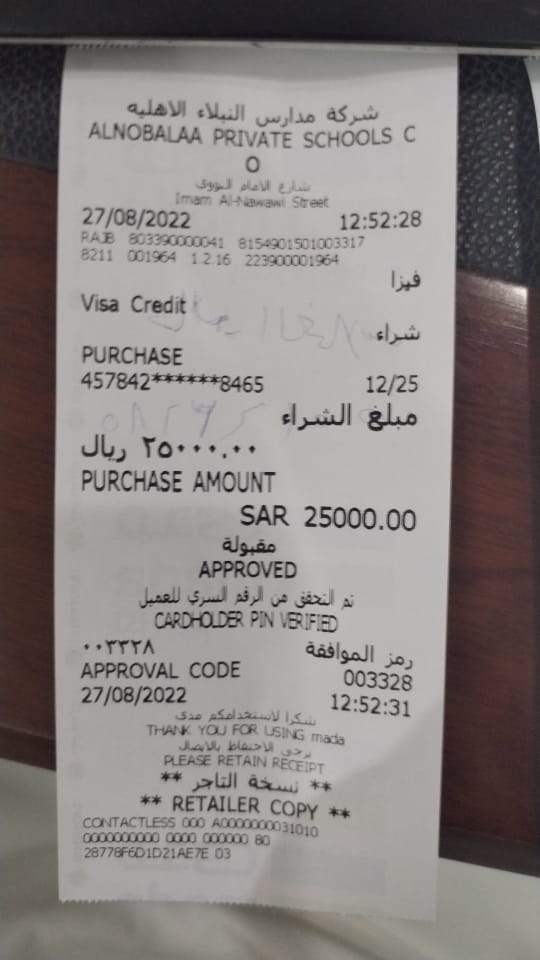 شركة مدارس النبلاء الاهليه
ALNOBALAA PRIVATE SCHOOLS C
O
شارع الامام النووي
Imam Al-Nawawi Street
27/08/2022 12:52:28
RAJB 803390000041 8154901501003317
8211 001964 1.2.16 223900001964
فيزا
Visa Credit
شراء
PURCHASE
457842******8465 12/25
مبلغ الشراء
٢٥٠٠٠.٠٠ ريال
PURCHASE AMOUNT
SAR 25000.00
مقبولة
APPROVED
تم التحقق من الرقم السري للعميل
CARDHOLDER PIN VERIFIED
رمز الموافقة ٠٠٣٣٢٨
APPROVAL CODE 003328
27/08/2022 12:52:31
شكرا لاستخدامكم مدى
THANK YOU FOR USING mada
يرجى الاحتفاظ بالايصال
PLEASE RETAIN RECEIPT
** نسخة التاجر **
** RETAILER COPY **
CONTACTLESS 000 A0000000031010
0000000000 0000 000000 80
28778F6D1D21AE7E 03